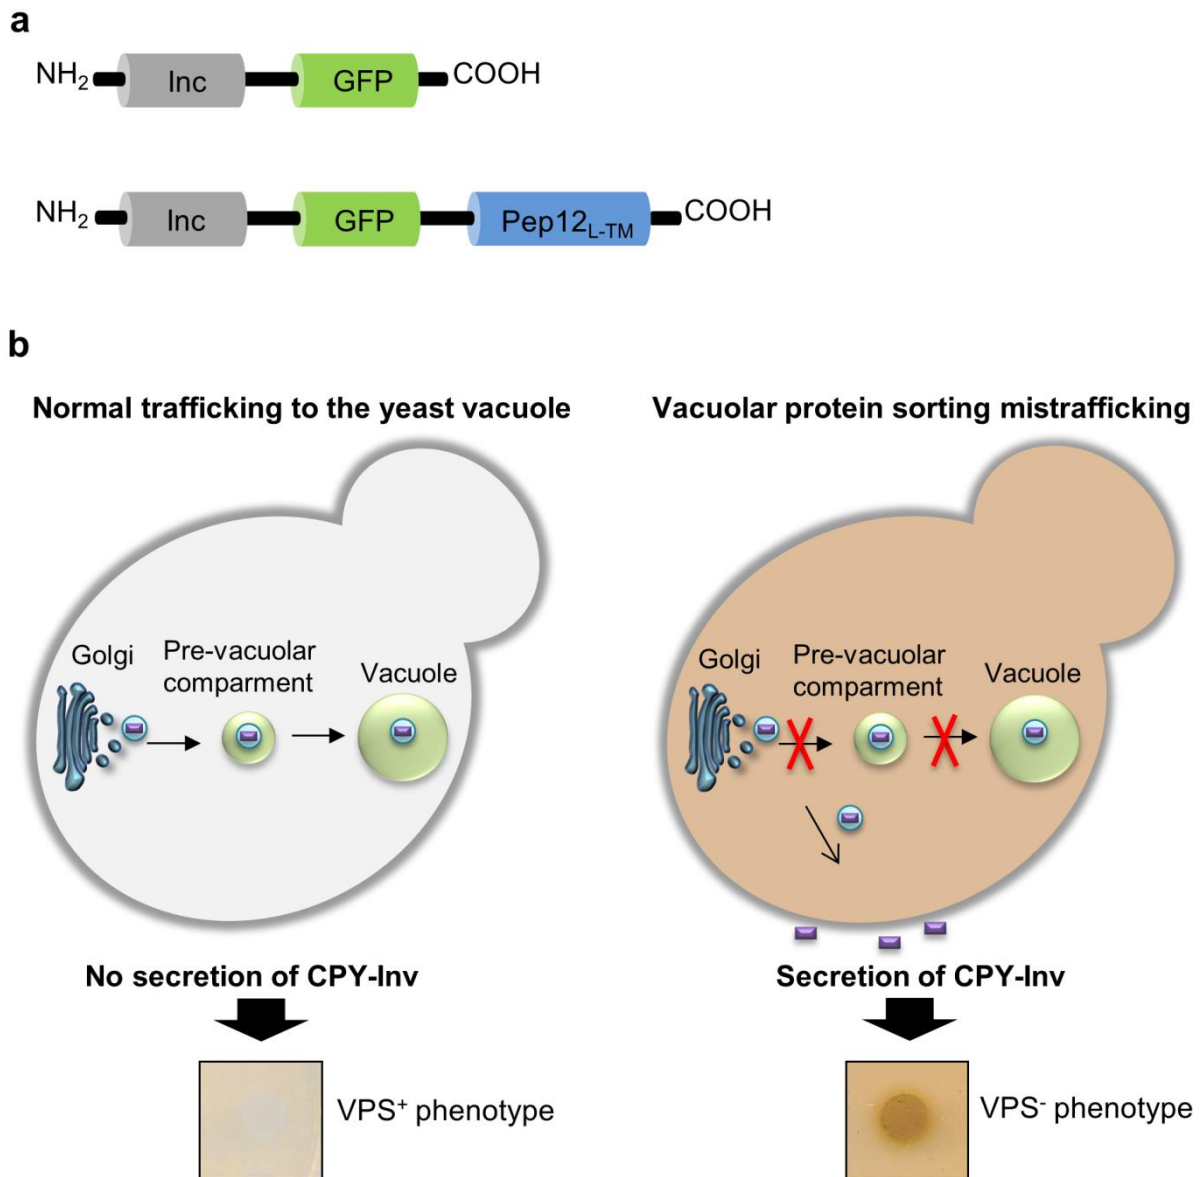 a
NH2 Inc GFP COOH
NH2 Inc GFP Pep12L-TM COOH
b
Normal trafficking to the yeast vacuole
Golgi
Pre-vacuolar
comparment
Vacuole
No secretion of CPY-Inv
VPS+ phenotype
Vacuolar protein sorting mistrafficking
Golgi
Pre-vacuolar
comparment
Vacuole
Secretion of CPY-Inv
VPS- phenotype